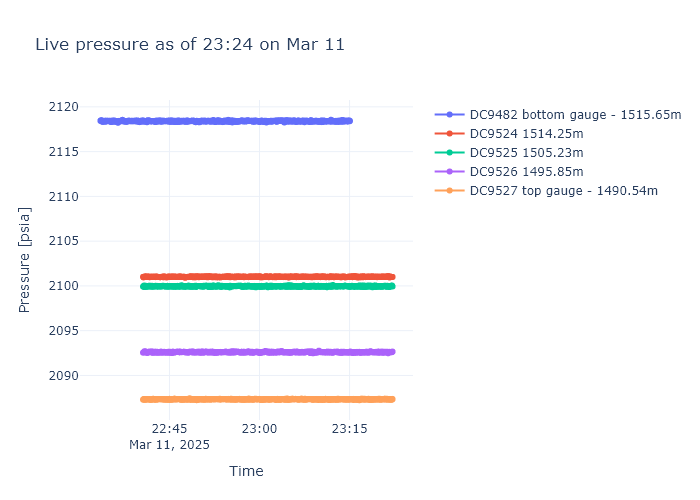 Live pressure as of 23:24 on Mar 11
DC9482 bottom gauge - 1515.65m
DC9524 1514.25m
DC9525 1505.23m
DC9526 1495.85m
DC9527 top gauge - 1490.54m
Pressure [psia]
2120
2115
2110
2105
2100
2095
2090
22:45
23:00
23:15
Mar 11, 2025
Time